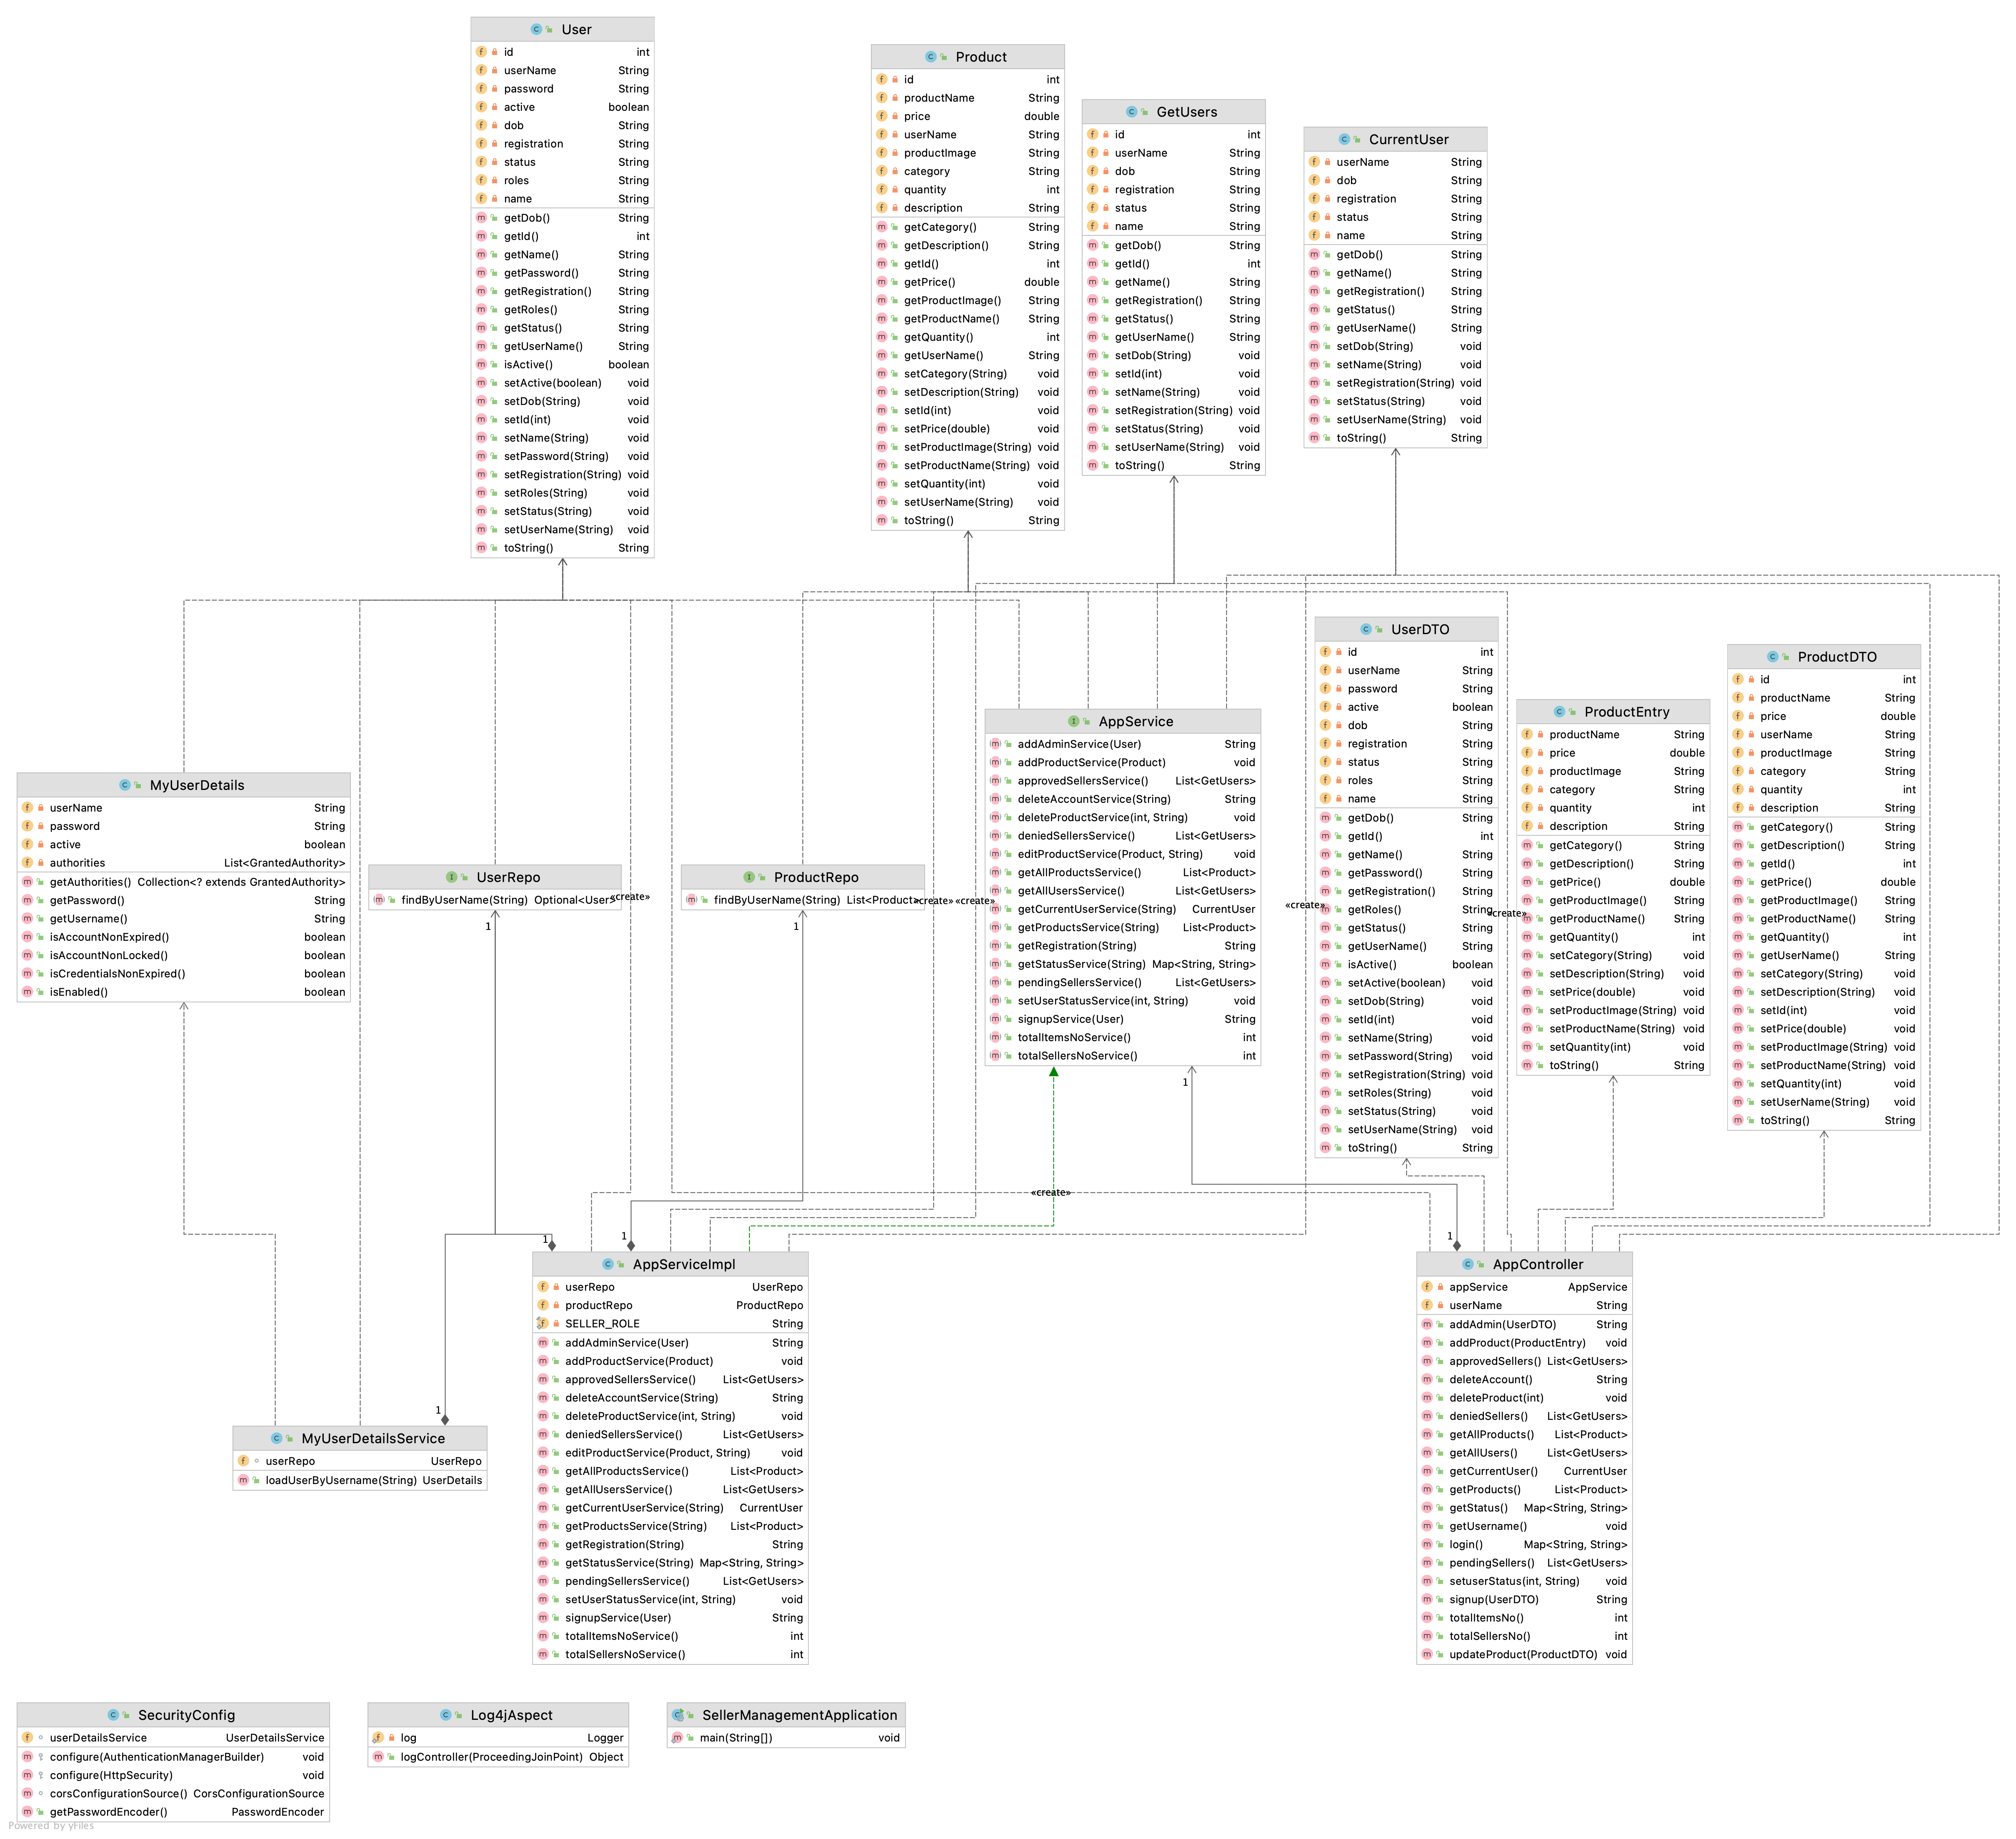 User
id int
userName String
password String
active boolean
dob String
registration String
status String
roles String
name String
getDob() String
getId() int
getName() String
getPassword() String
getRegistration() String
getRoles() String
getStatus() String
getUserName() String
isActive() boolean
setActive(boolean) void
setDob(String) void
setId(int) void
setName(String) void
setPassword(String) void
setRegistration(String) void
setRoles(String) void
setStatus(String) void
setUserName(String) void
toString() String
Product
id int
productName String
price double
userName String
productImage String
category String
quantity int
description String
getCategory() String
getDescription() String
getId() int
getPrice() double
getProductImage() String
getProductName() String
getQuantity() int
getUserName() String
setCategory(String) void
setDescription(String) void
setId(int) void
setPrice(double) void
setProductImage(String) void
setProductName(String) void
setQuantity(int) void
setUserName(String) void
toString() String
GetUsers
id int
userName String
dob String
registration String
status String
name String
getDob() String
getId() int
getName() String
getRegistration() String
getStatus() String
getUserName() String
setDob(String) void
setId(int) void
setName(String) void
setRegistration(String) void
setStatus(String) void
setUserName(String) void
toString() String
CurrentUser
userName String
dob String
registration String
status String
name String
getDob() String
getName() String
getRegistration() String
getStatus() String
getUserName() String
setDob(String) void
setName(String) void
setRegistration(String) void
setStatus(String) void
setUserName(String) void
toString() String
MyUserDetails
userName String
password String
active boolean
authorities List<GrantedAuthority>
getAuthorities() Collection<? extends GrantedAuthority>
getPassword() String
getUsername() String
isAccountNonExpired() boolean
isAccountNonLocked() boolean
isCredentialsNonExpired() boolean
isEnabled() boolean
UserRepo
findByUserName(String) Optional<User>
«create»
1
ProductRepo
findByUserName(String) List<Product>
«create»
«create»
1
AppService
addAdminService(User) String
addProductService(Product) void
approvedSellersService() List<GetUsers>
deleteAccountService(String) String
deleteProductService(int, String) void
deniedSellersService() List<GetUsers>
editProductService(Product, String) void
getAllProductsService() List<Product>
getAllUsersService() List<GetUsers>
getCurrentUserService(String) CurrentUser
getProductsService(String) List<Product>
getRegistration(String) String
getStatusService(String) Map<String, String>
pendingSellersService() List<GetUsers>
setUserStatusService(int, String) void
signupService(User) String
totalItemsNoService() int
totalSellersNoService() int
1
«create»
UserDTO
id int
userName String
password String
active boolean
dob String
registration String
status String
roles String
name String
getDob() String
getId() int
getName() String
getPassword() String
getRegistration() String
getRoles() String
getStatus() String
getUserName() String
isActive() boolean
setActive(boolean) void
setDob(String) void
setId(int) void
setName(String) void
setPassword(String) void
setRegistration(String) void
setRoles(String) void
setStatus(String) void
setUserName(String) void
toString() String
«create»
ProductEntry
productName String
price double
productImage String
category String
quantity int
description String
getCategory() String
getDescription() String
getPrice() double
getProductImage() String
getProductName() String
getQuantity() int
setCategory(String) void
setDescription(String) void
setPrice(double) void
setProductImage(String) void
setProductName(String) void
setQuantity(int) void
toString() String
ProductDTO
id int
productName String
price double
userName String
productImage String
category String
quantity int
description String
getCategory() String
getDescription() String
getId() int
getPrice() double
getProductImage() String
getProductName() String
getQuantity() int
getUserName() String
setCategory(String) void
setDescription(String) void
setId(int) void
setPrice(double) void
setProductImage(String) void
setProductName(String) void
setQuantity(int) void
setUserName(String) void
toString() String
«create»
1
1
1
1
MyUserDetailsService
userRepo UserRepo
loadUserByUsername(String) UserDetails
AppServiceImpl
userRepo UserRepo
productRepo ProductRepo
SELLER_ROLE String
addAdminService(User) String
addProductService(Product) void
approvedSellersService() List<GetUsers>
deleteAccountService(String) String
deleteProductService(int, String) void
deniedSellersService() List<GetUsers>
editProductService(Product, String) void
getAllProductsService() List<Product>
getAllUsersService() List<GetUsers>
getCurrentUserService(String) CurrentUser
getProductsService(String) List<Product>
getRegistration(String) String
getStatusService(String) Map<String, String>
pendingSellersService() List<GetUsers>
setUserStatusService(int, String) void
signupService(User) String
totalItemsNoService() int
totalSellersNoService() int
AppController
appService AppService
userName String
addAdmin(UserDTO) String
addProduct(ProductEntry) void
approvedSellers() List<GetUsers>
deleteAccount() String
deleteProduct(int) void
deniedSellers() List<GetUsers>
getAllProducts() List<Product>
getAllUsers() List<GetUsers>
getCurrentUser() CurrentUser
getProducts() List<Product>
getStatus() Map<String, String>
getUsername() void
login() Map<String, String>
pendingSellers() List<GetUsers>
setuserStatus(int, String) void
signup(UserDTO) String
totalItemsNo() int
totalSellersNo() int
updateProduct(ProductDTO) void
SecurityConfig
userDetailsService UserDetailsService
configure(AuthenticationManagerBuilder) void
configure(HttpSecurity) void
corsConfigurationSource() CorsConfigurationSource
getPasswordEncoder() PasswordEncoder
Log4jAspect
log Logger
logController(ProceedingJoinPoint) Object
SellerManagementApplication
main(String[]) void
Powered by yFiles